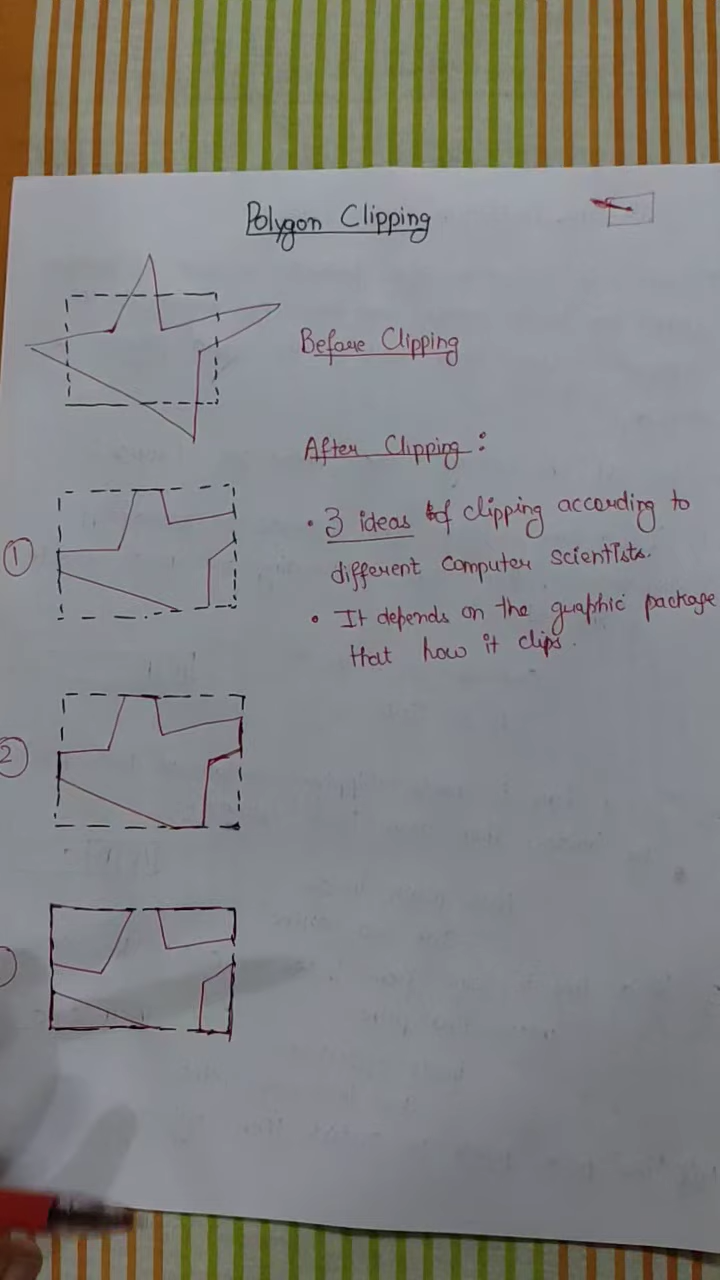 Polygon Clipping
Before Clipping
After Clipping :
1
• 3 ideas of clipping according to
different computer scientists.
• It depends on the graphic package
that how it clips.
2